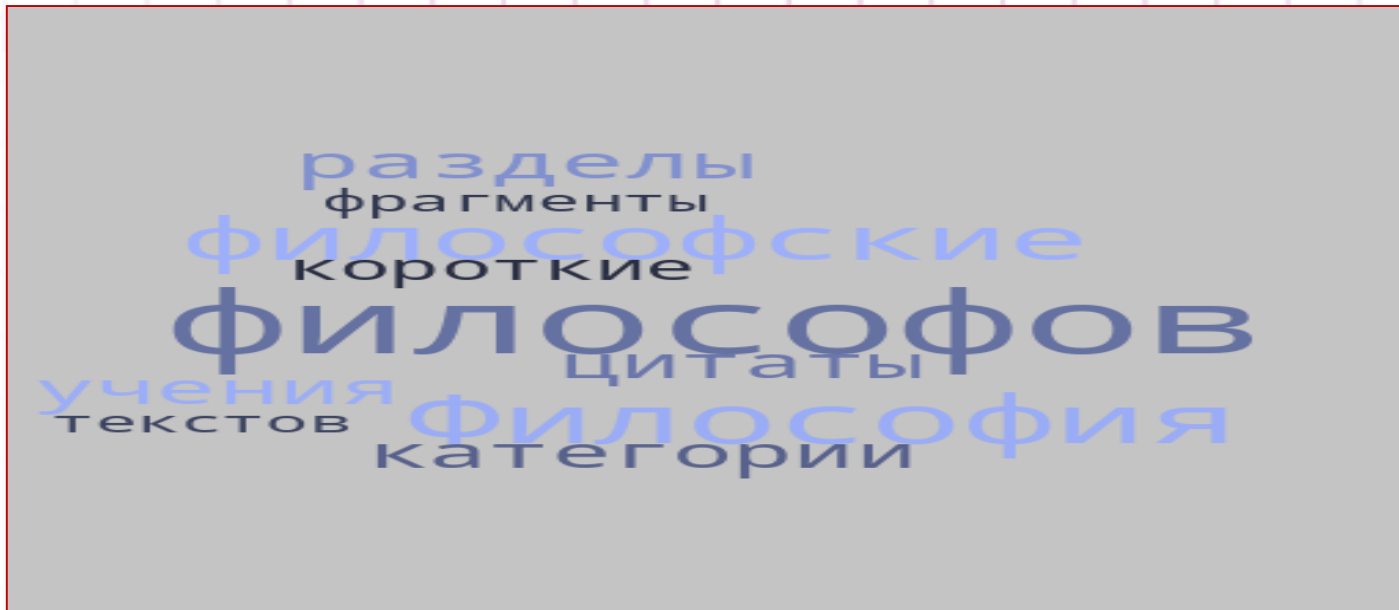 разделы
фрагменты
философские
короткие
философов
цитаты
учения
Философия
текстов
категории